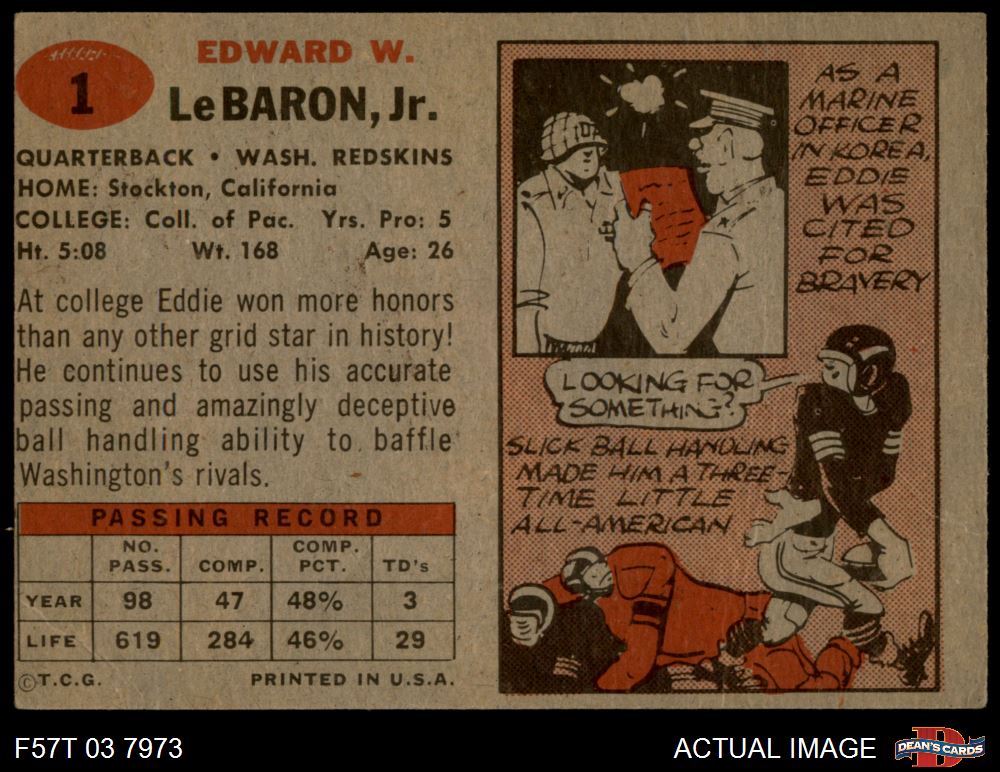 1
EDWARD W.
LeBARON, Jr.
QUARTERBACK • WASH. REDSKINS
HOME: Stockton, California
COLLEGE: Coll. of Pac. Yrs. Pro: 5
Ht. 5:08 Wt. 168 Age: 26
At college Eddie won more honors
than any other grid star in history!
He continues to use his accurate
passing and amazingly deceptive
ball handling ability to baffle
Washington's rivals.
PASSING RECORD
NO. PASS. COMP. COMP. PCT. TD's
YEAR 98 47 48% 3
LIFE 619 284 46% 29
©T.C.G. PRINTED IN U.S.A.
AS A
MARINE
OFFICER
IN KOREA,
EDDIE
WAS
CITED
FOR
BRAVERY
LOOKING FOR
SOMETHING?
SLICK BALL HANDLING
MADE HIM A THREE-
TIME LITTLE
ALL-AMERICAN
F57T 03 7973
ACTUAL IMAGE
DEAN'S CARDS